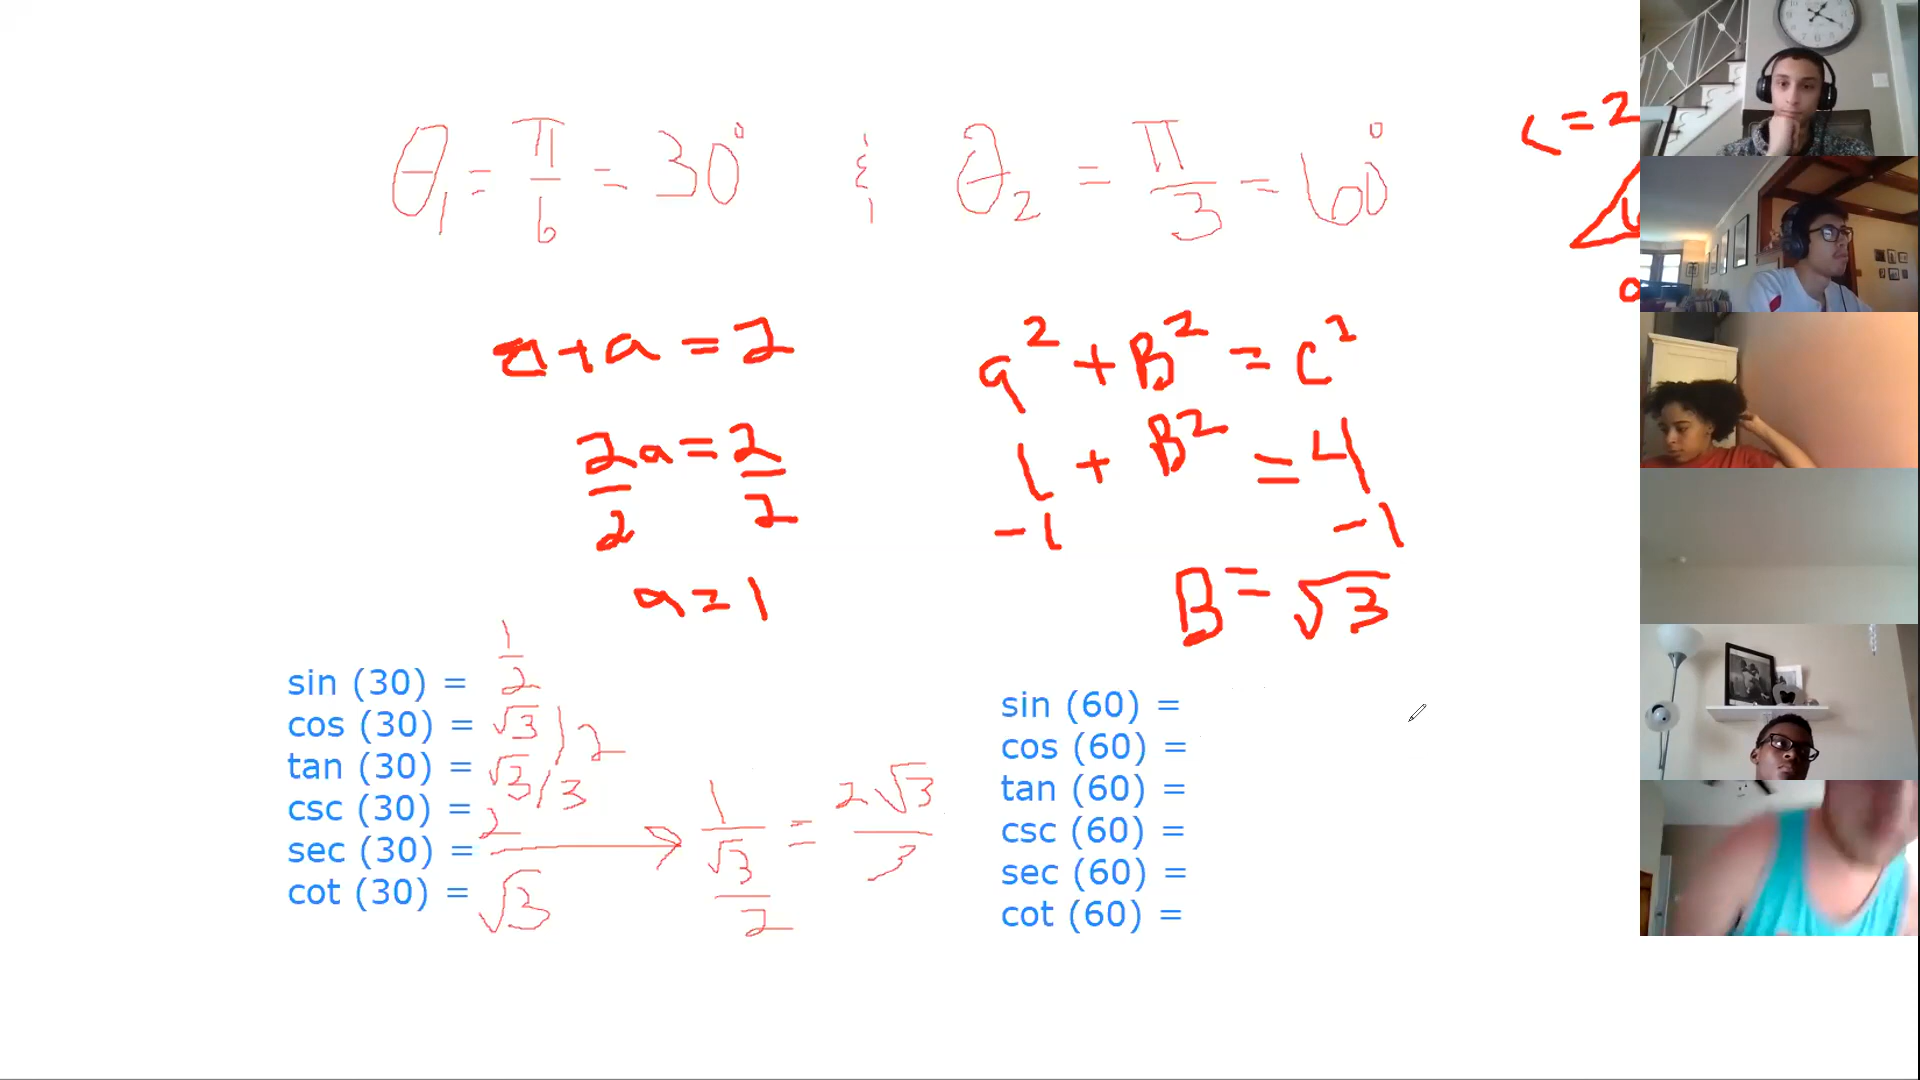 θ₁ = π/6 = 30° & θ₂ = π/3 = 60°
c = 2
a + a = 2
2a/2 = 2/2
a = 1
a² + B² = c²
1 + B² = 4
-1 -1
B = √3
sin (30) = 1/2
cos (30) = √3/2
tan (30) = √3/3
csc (30) = 2
sec (30) = → 1/(√3/2) = 2√3/3
cot (30) = √3
sin (60) =
cos (60) =
tan (60) =
csc (60) =
sec (60) =
cot (60) =